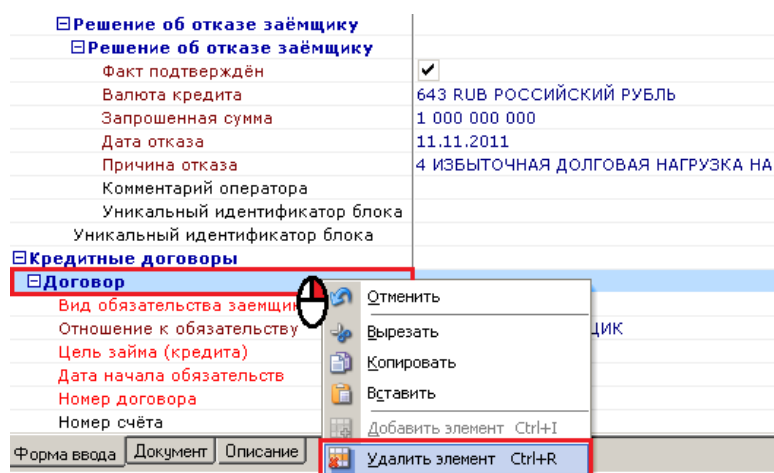 Решение об отказе заёмщику
Решение об отказе заёмщику
Факт подтверждён
Валюта кредита 643 RUB РОССИЙСКИЙ РУБЛЬ
Запрошенная сумма 1 000 000 000
Дата отказа 11.11.2011
Причина отказа 4 ИЗБЫТОЧНАЯ ДОЛГОВАЯ НАГРУЗКА НА
Комментарий оператора
Уникальный идентификатор блока
Уникальный идентификатор блока
Кредитные договоры
Договор
Отменить
Вид обязательства заемщи
Отношение к обязательству Вырезать ЩИК
Цель займа (кредита) Копировать
Дата начала обязательств
Номер договора Вставить
Номер счёта Добавить элемент Ctrl+I
Форма ввода Документ Описание Удалить элемент Ctrl+R